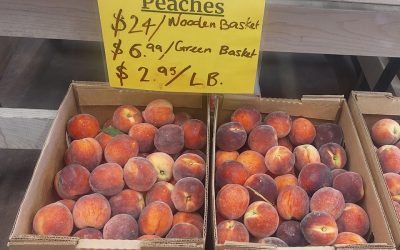 Peaches
$24/Wooden Basket
$6.99/Green Basket
$2.95/LB.